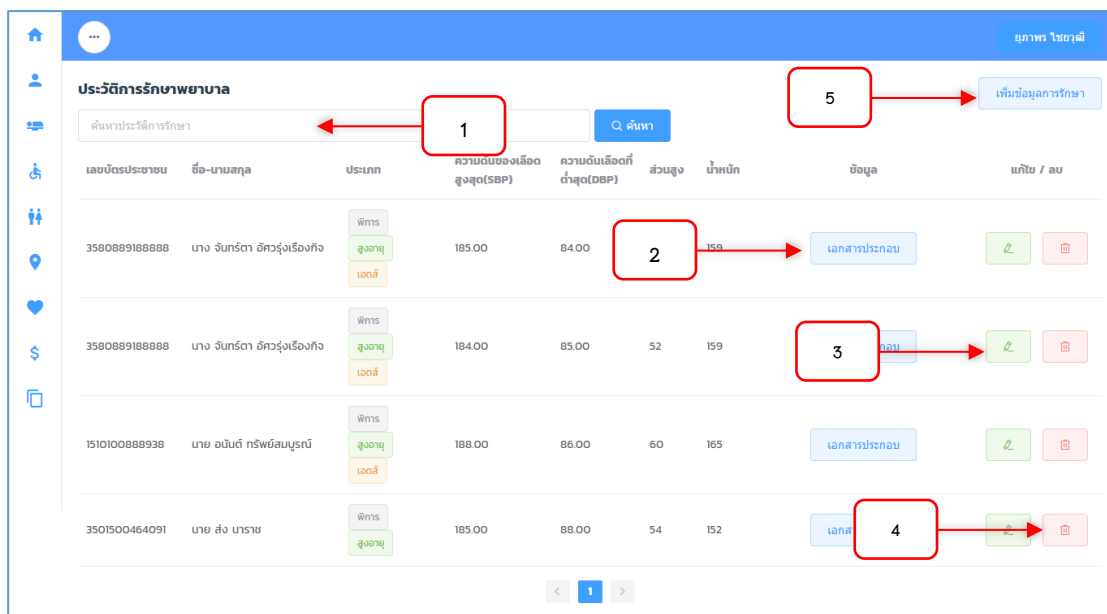 ยุภาพร ไชยวุฒิ
ประวัติการรักษาพยาบาล
5
เพิ่มข้อมูลการรักษา
ค้นหาประวัติการรักษา
1
ค้นหา
เลขบัตรประชาชน ชื่อ-นามสกุล ประเภท ความดันของเลือด ความดันเลือดที่ ส่วนสูง น้ำหนัก ข้อมูล แก้ไข / ลบ
สูงสุด(SBP) ต่ำสุด(DBP)
พิการ
3580889188888 นาง จันทร์ตา อัศวรุ่งเรืองกิจ สูงอายุ 185.00 84.00 2 159 เอกสารประกอบ
เอดส์
พิการ
3580889188888 นาง จันทร์ตา อัศวรุ่งเรืองกิจ สูงอายุ 184.00 85.00 52 159 3
เอดส์
พิการ
1510100888938 นาย อนันต์ ทรัพย์สมบูรณ์ สูงอายุ 188.00 86.00 60 165 เอกสารประกอบ
เอดส์
พิการ
3501500464091 นาย ส่ง นาราช 185.00 88.00 54 152 4
สูงอายุ
1